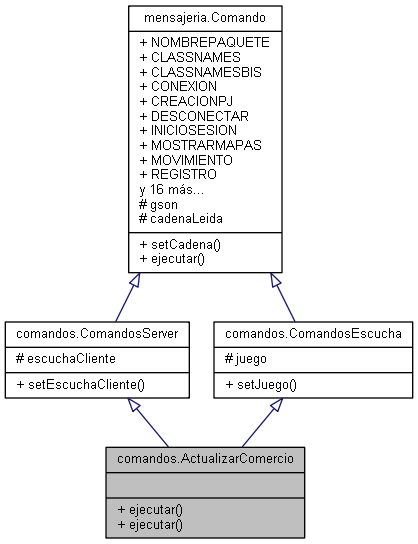 mensajeria.Comando
+ NOMBREPAQUETE
+ CLASSNAMES
+ CLASSNAMESBIS
+ CONEXION
+ CREACIONPJ
+ DESCONECTAR
+ INICIOSESION
+ MOSTRARMAPAS
+ MOVIMIENTO
+ REGISTRO
y 16 más...
# gson
# cadenaLeida
+ setCadena()
+ ejecutar()
comandos.ComandosServer
# escuchaCliente
+ setEscuchaCliente()
comandos.ComandosEscucha
# juego
+ setJuego()
comandos.ActualizarComercio
+ ejecutar()
+ ejecutar()